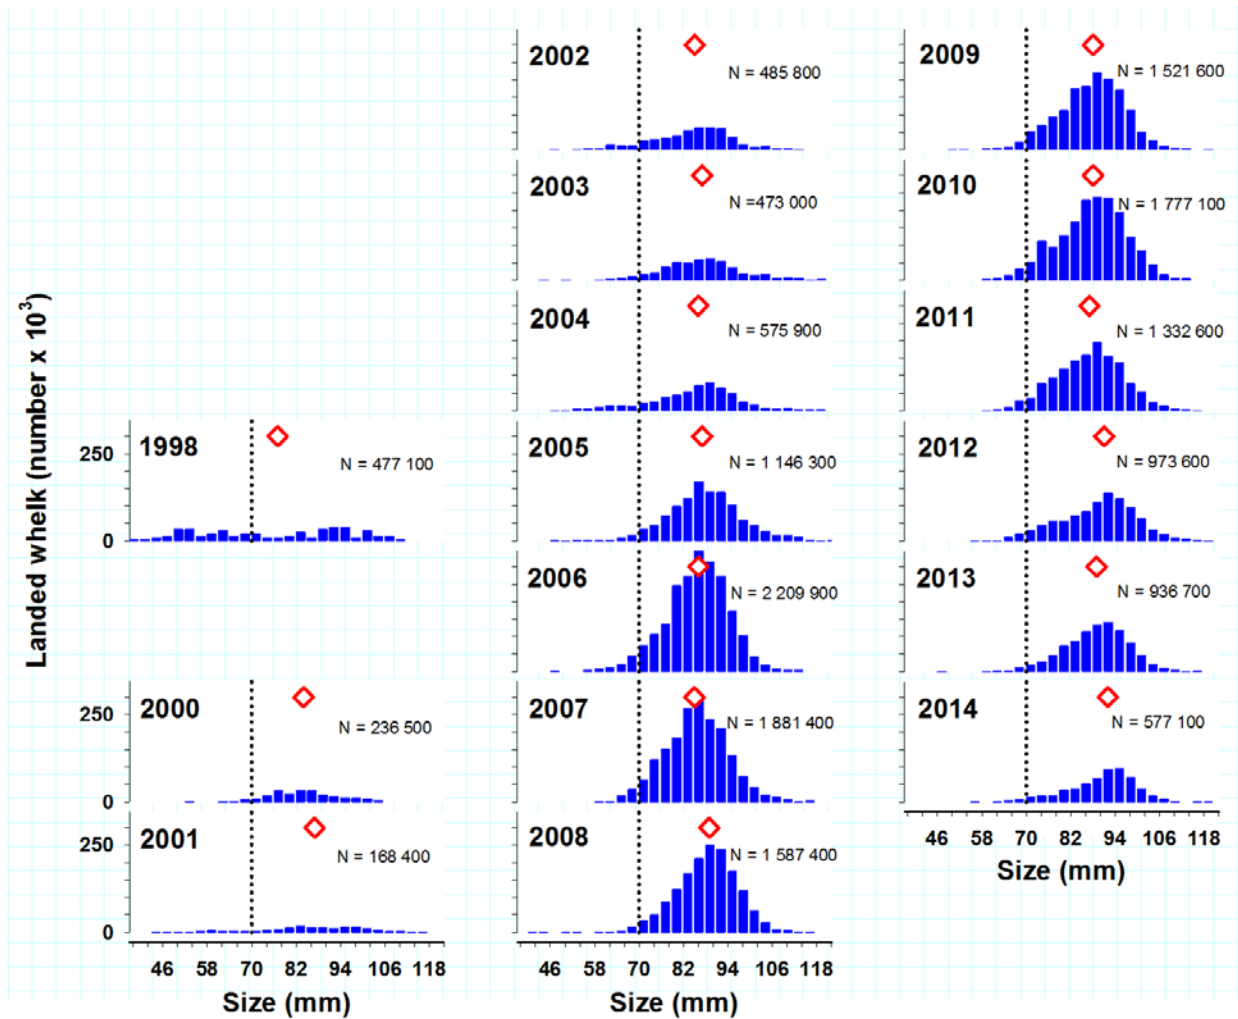 Landed whelk (number x 10³)
1998
N = 477 100
250
0
2000
N = 236 500
250
0
2001
N = 168 400
250
0
46 58 70 82 94 106 118
Size (mm)
2002
N = 485 800
2003
N =473 000
2004
N = 575 900
2005
N = 1 146 300
2006
N = 2 209 900
2007
N = 1 881 400
2008
N = 1 587 400
46 58 70 82 94 106 118
Size (mm)
2009
N = 1 521 600
2010
N = 1 777 100
2011
N = 1 332 600
2012
N = 973 600
2013
N = 936 700
2014
N = 577 100
46 58 70 82 94 106 118
Size (mm)